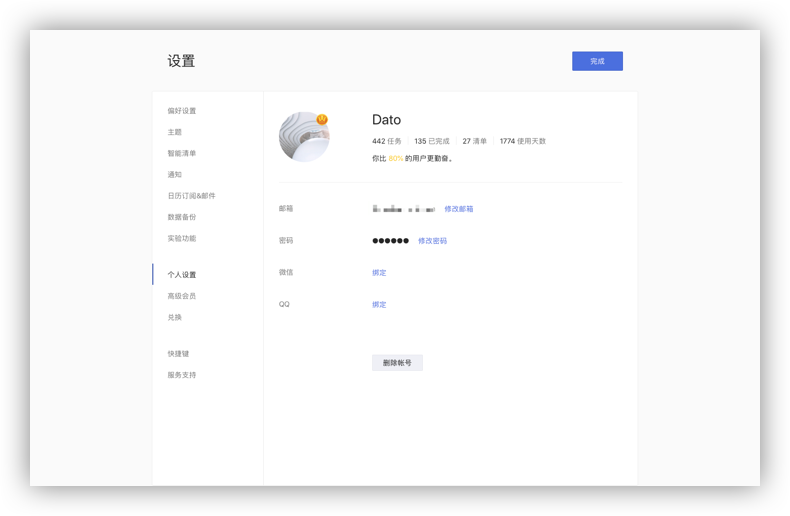 设置
完成
偏好设置
主题
智能清单
通知
日历订阅&邮件
数据备份
实验功能
个人设置
高级会员
兑换
快捷键
服务支持
Dato
442 任务 135 已完成 27 清单 1774 使用天数
你比 80% 的用户更勤奋。
邮箱 修改邮箱
密码 ●●●●●● 修改密码
微信 绑定
QQ 绑定
删除帐号